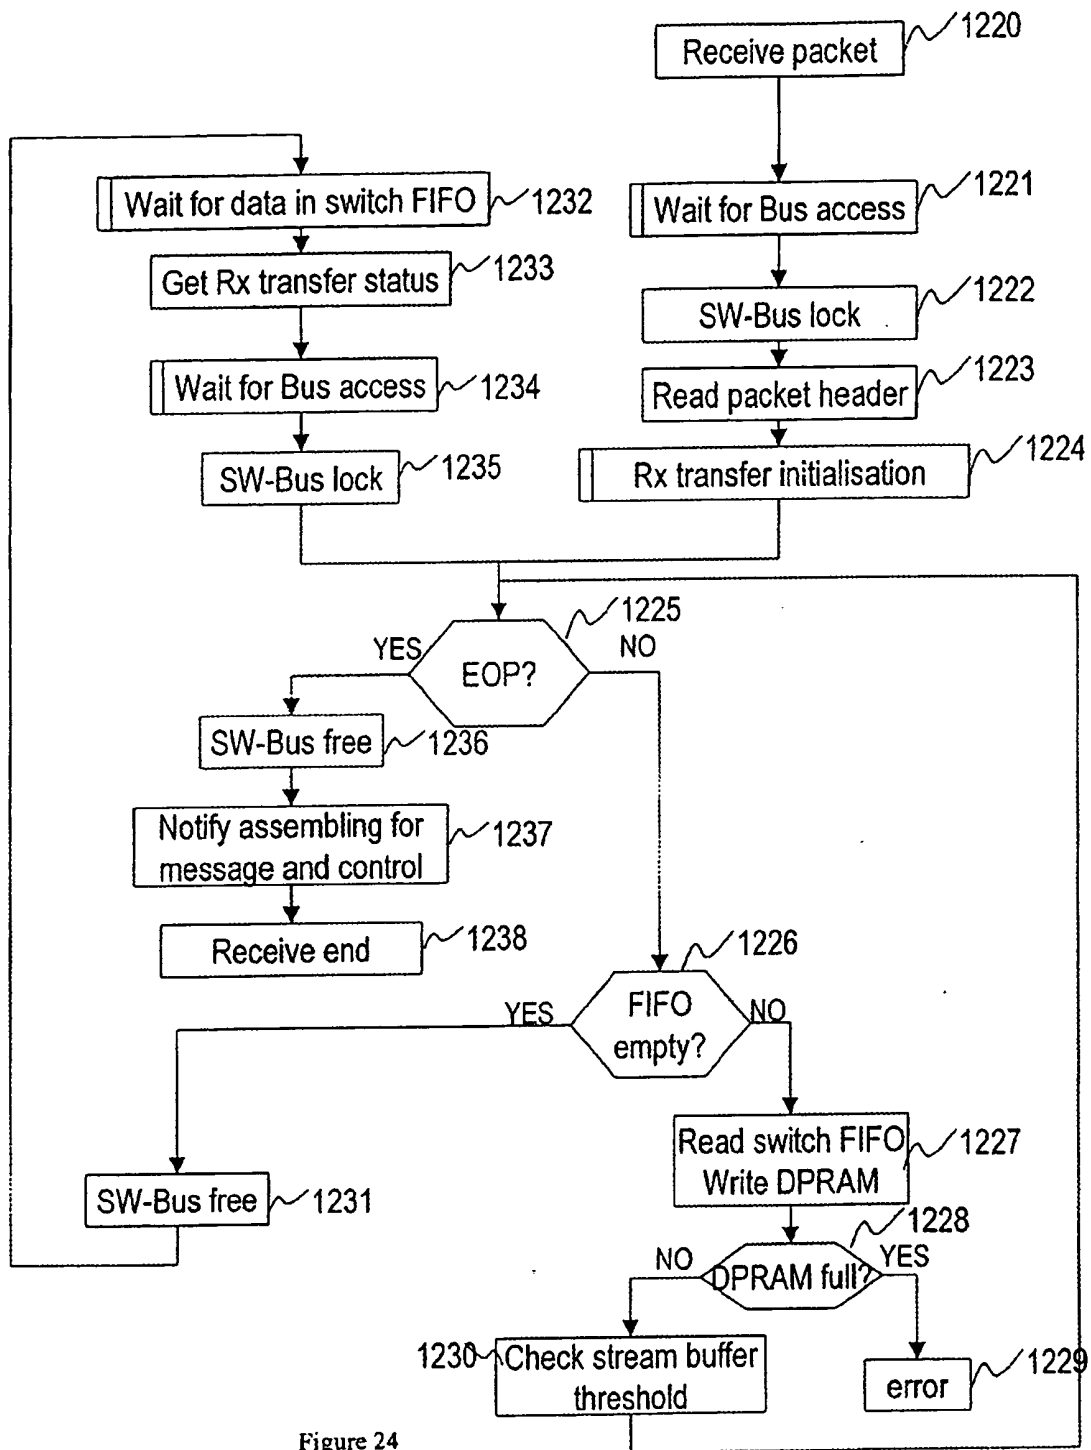 Receive packet
1220
Wait for data in switch FIFO
1232
Wait for Bus access
1221
Get Rx transfer status
1233
SW-Bus lock
1222
Wait for Bus access
1234
Read packet header
1223
SW-Bus lock
1235
Rx transfer initialisation
1224
1225
YES
EOP?
NO
SW-Bus free
1236
Notify assembling for
message and control
1237
Receive end
1238
1226
YES
FIFO
empty?
NO
Read switch FIFO
Write DPRAM
1227
SW-Bus free
1231
1228
NO
DPRAM full?
YES
1230
Check stream buffer
threshold
error
1229
Figure 24